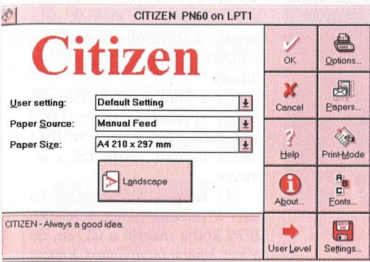 CPS
CITIZEN PN60 on LPT1
Citizen
User setting:
Default Setting
Paper Source:
Manual Feed
Paper Size:
A4 210 x 297 mm
Landscape
CITIZEN - Always a good idea.
OK
Options...
Cancel
Papers...
Help
Print-Mode
About...
Fonts...
User Level
Settings...